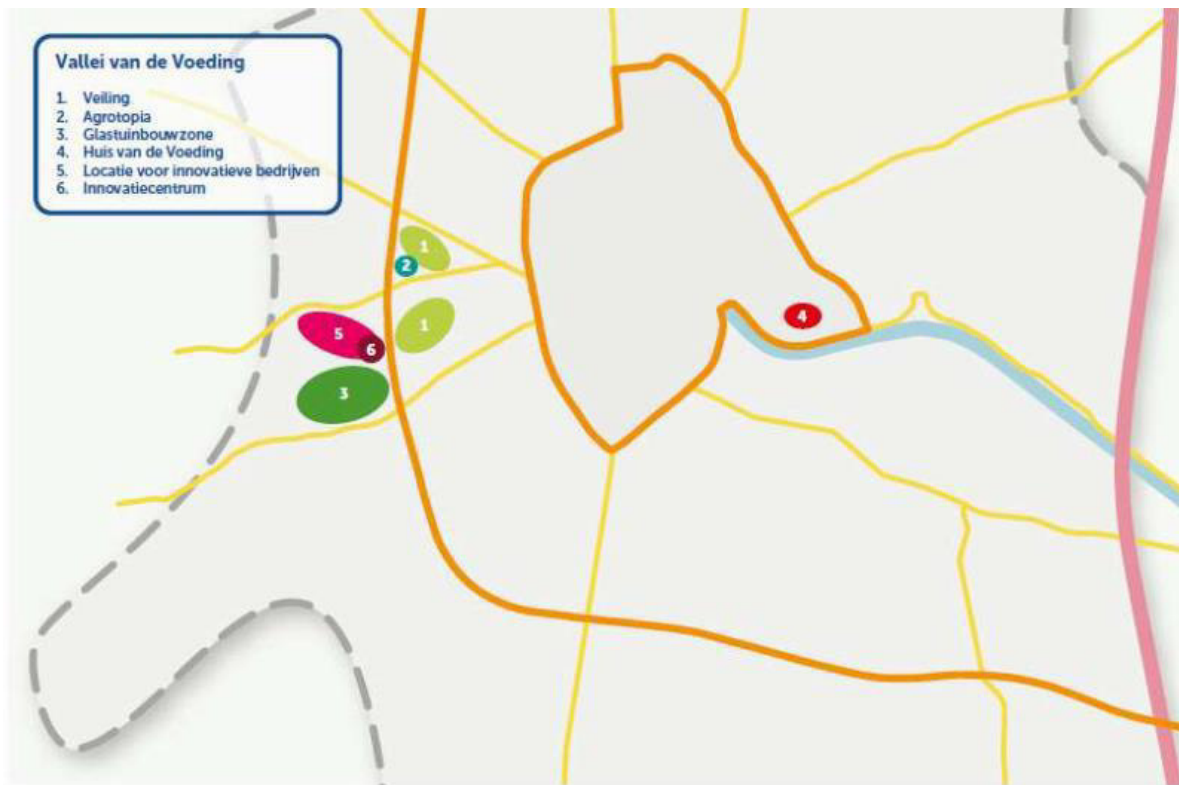 Vallei van de Voeding
1. Veiling
2. Agrotopia
3. Glastuinbouwzone
4. Huis van de Voeding
5. Locatie voor innovatieve bedrijven
6. Innovatiecentrum
1
2
1
5
6
3
4